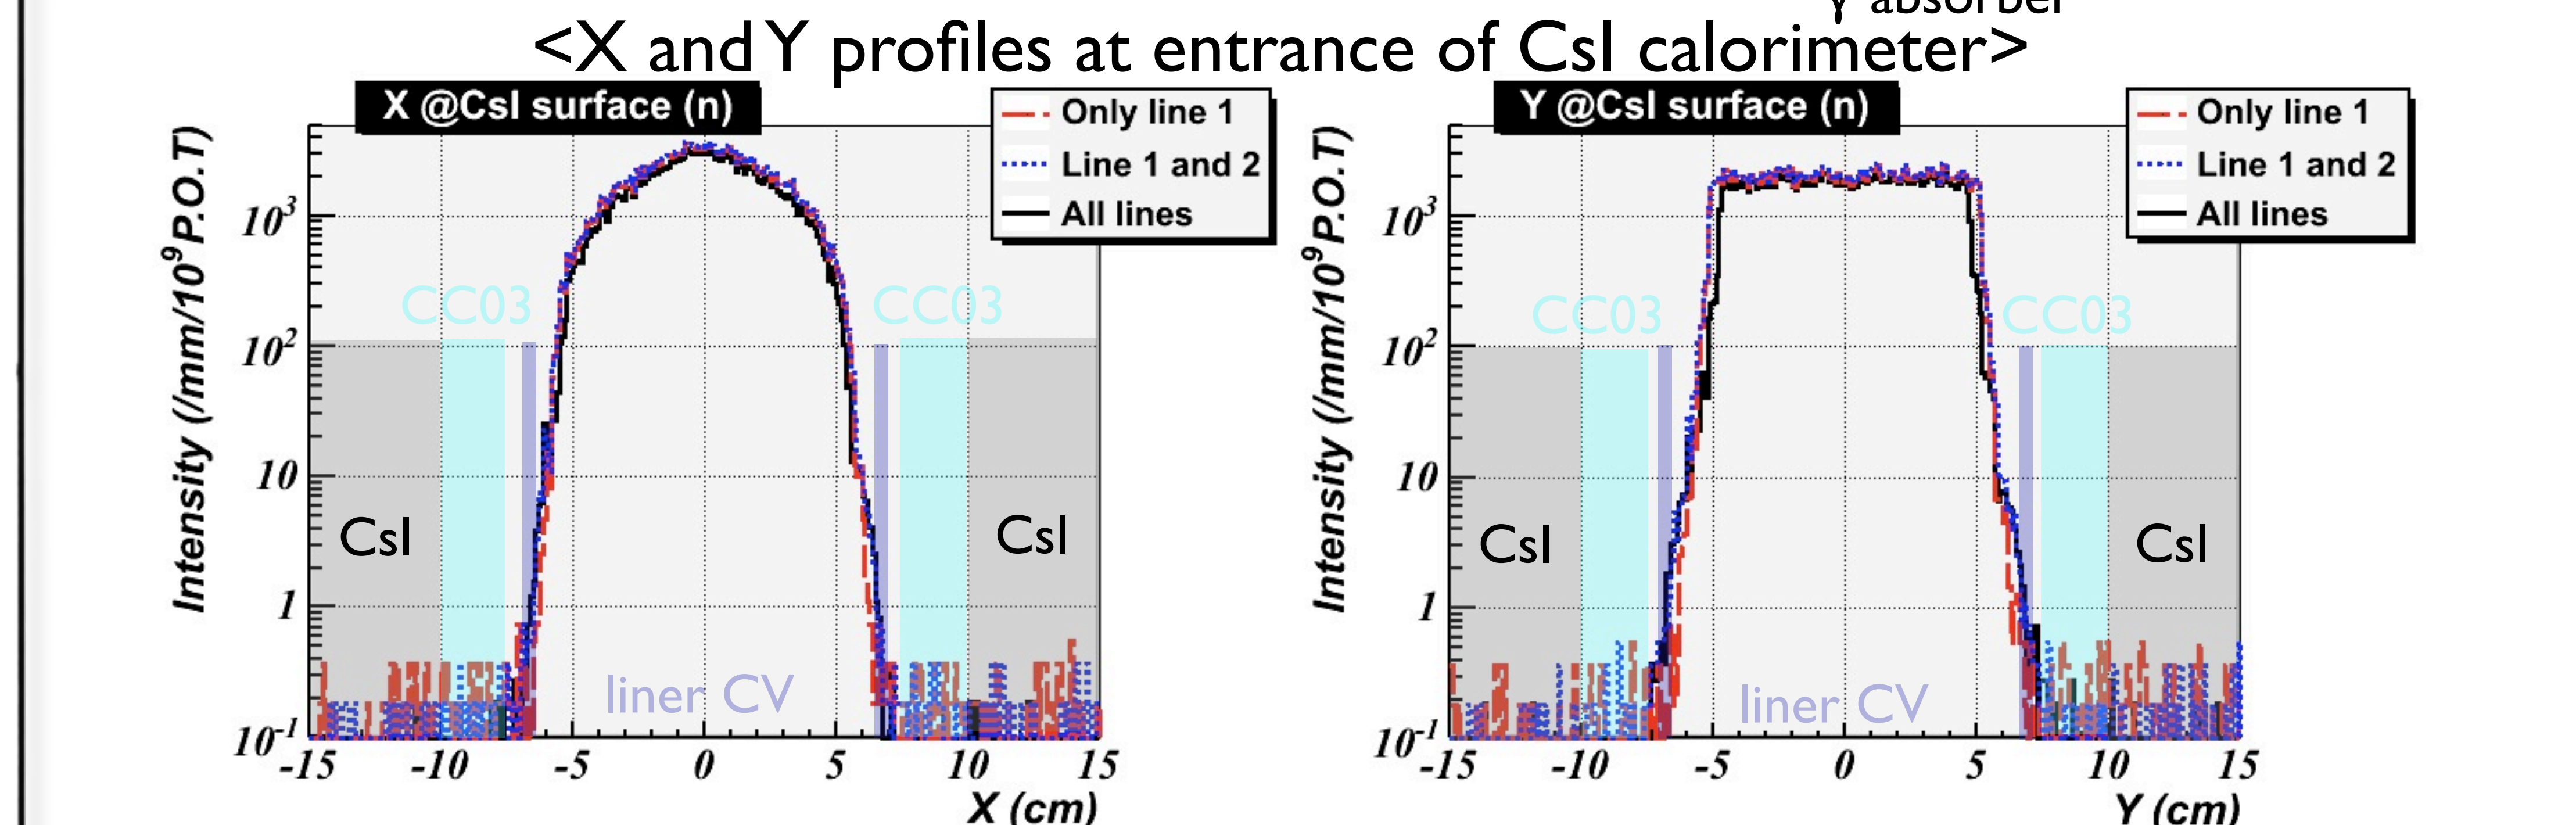 γ absorber
<X and Y profiles at entrance of CsI calorimeter>
X @CsI surface (n)
Only line 1
Line 1 and 2
All lines
Intensity (/mm/10⁹P.O.T)
10³
10²
10
1
10⁻¹
CC03
CC03
CsI
CsI
liner CV
-15 -10 -5 0 5 10 15
X (cm)
Y @CsI surface (n)
Only line 1
Line 1 and 2
All lines
Intensity (/mm/10⁹P.O.T)
10³
10²
10
1
10⁻¹
CC03
CC03
CsI
CsI
liner CV
-15 -10 -5 0 5 10 15
Y (cm)